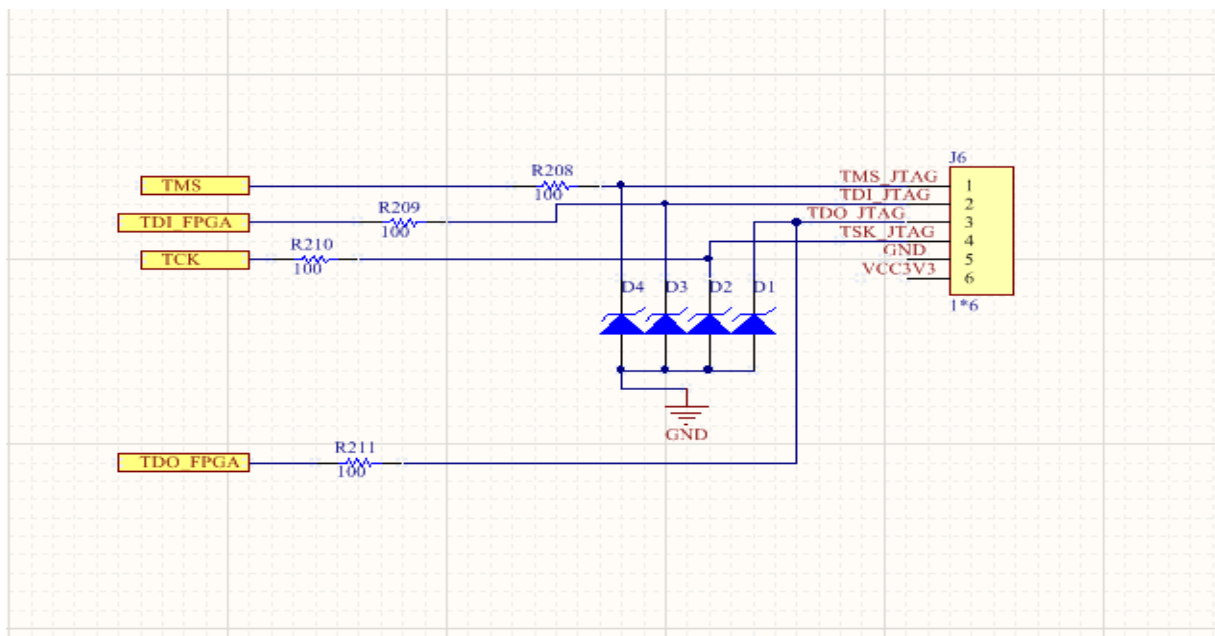 J6
R208
TMS
100
TMS_JTAG
1
TDI_JTAG
2
R209
TDI_FPGA
100
TDO_JTAG
3
R210
TCK
100
TSK_JTAG
4
GND
5
VCC3V3
6
D4 D3 D2 D1
1*6
GND
R211
TDO_FPGA
100